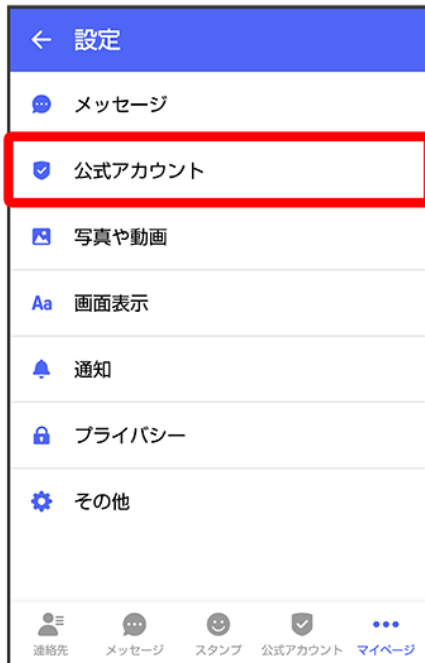 設定
メッセージ
公式アカウント
写真や動画
Aa 画面表示
通知
プライバシー
その他
連絡先 メッセージ スタンプ 公式アカウント マイページ